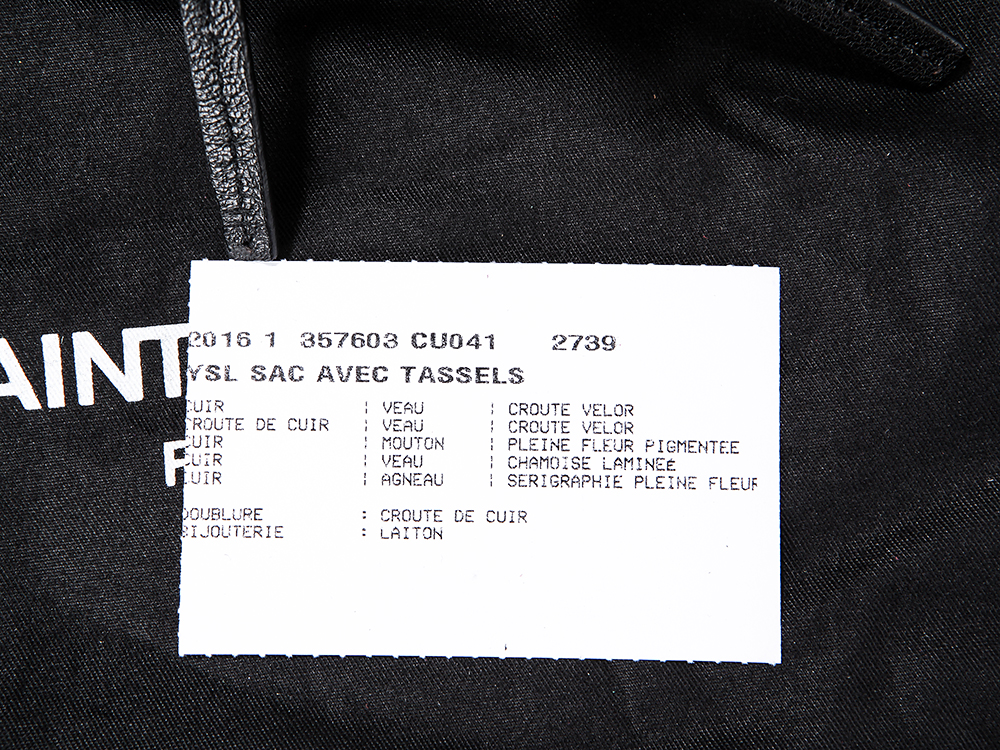 AINT
P
2016 1 357603 CU041 2739
YSL SAC AVEC TASSELS
CUIR | VEAU | CROUTE VELOR
CROUTE DE CUIR | VEAU | CROUTE VELOR
CUIR | MOUTON | PLEINE FLEUR PIGMENTEE
CUIR | VEAU | CHAMOISE LAMINEE
CUIR | AGNEAU | SERIGRAPHIE PLEINE FLEUR
DOUBLURE : CROUTE DE CUIR
BIJOUTERIE : LAITON